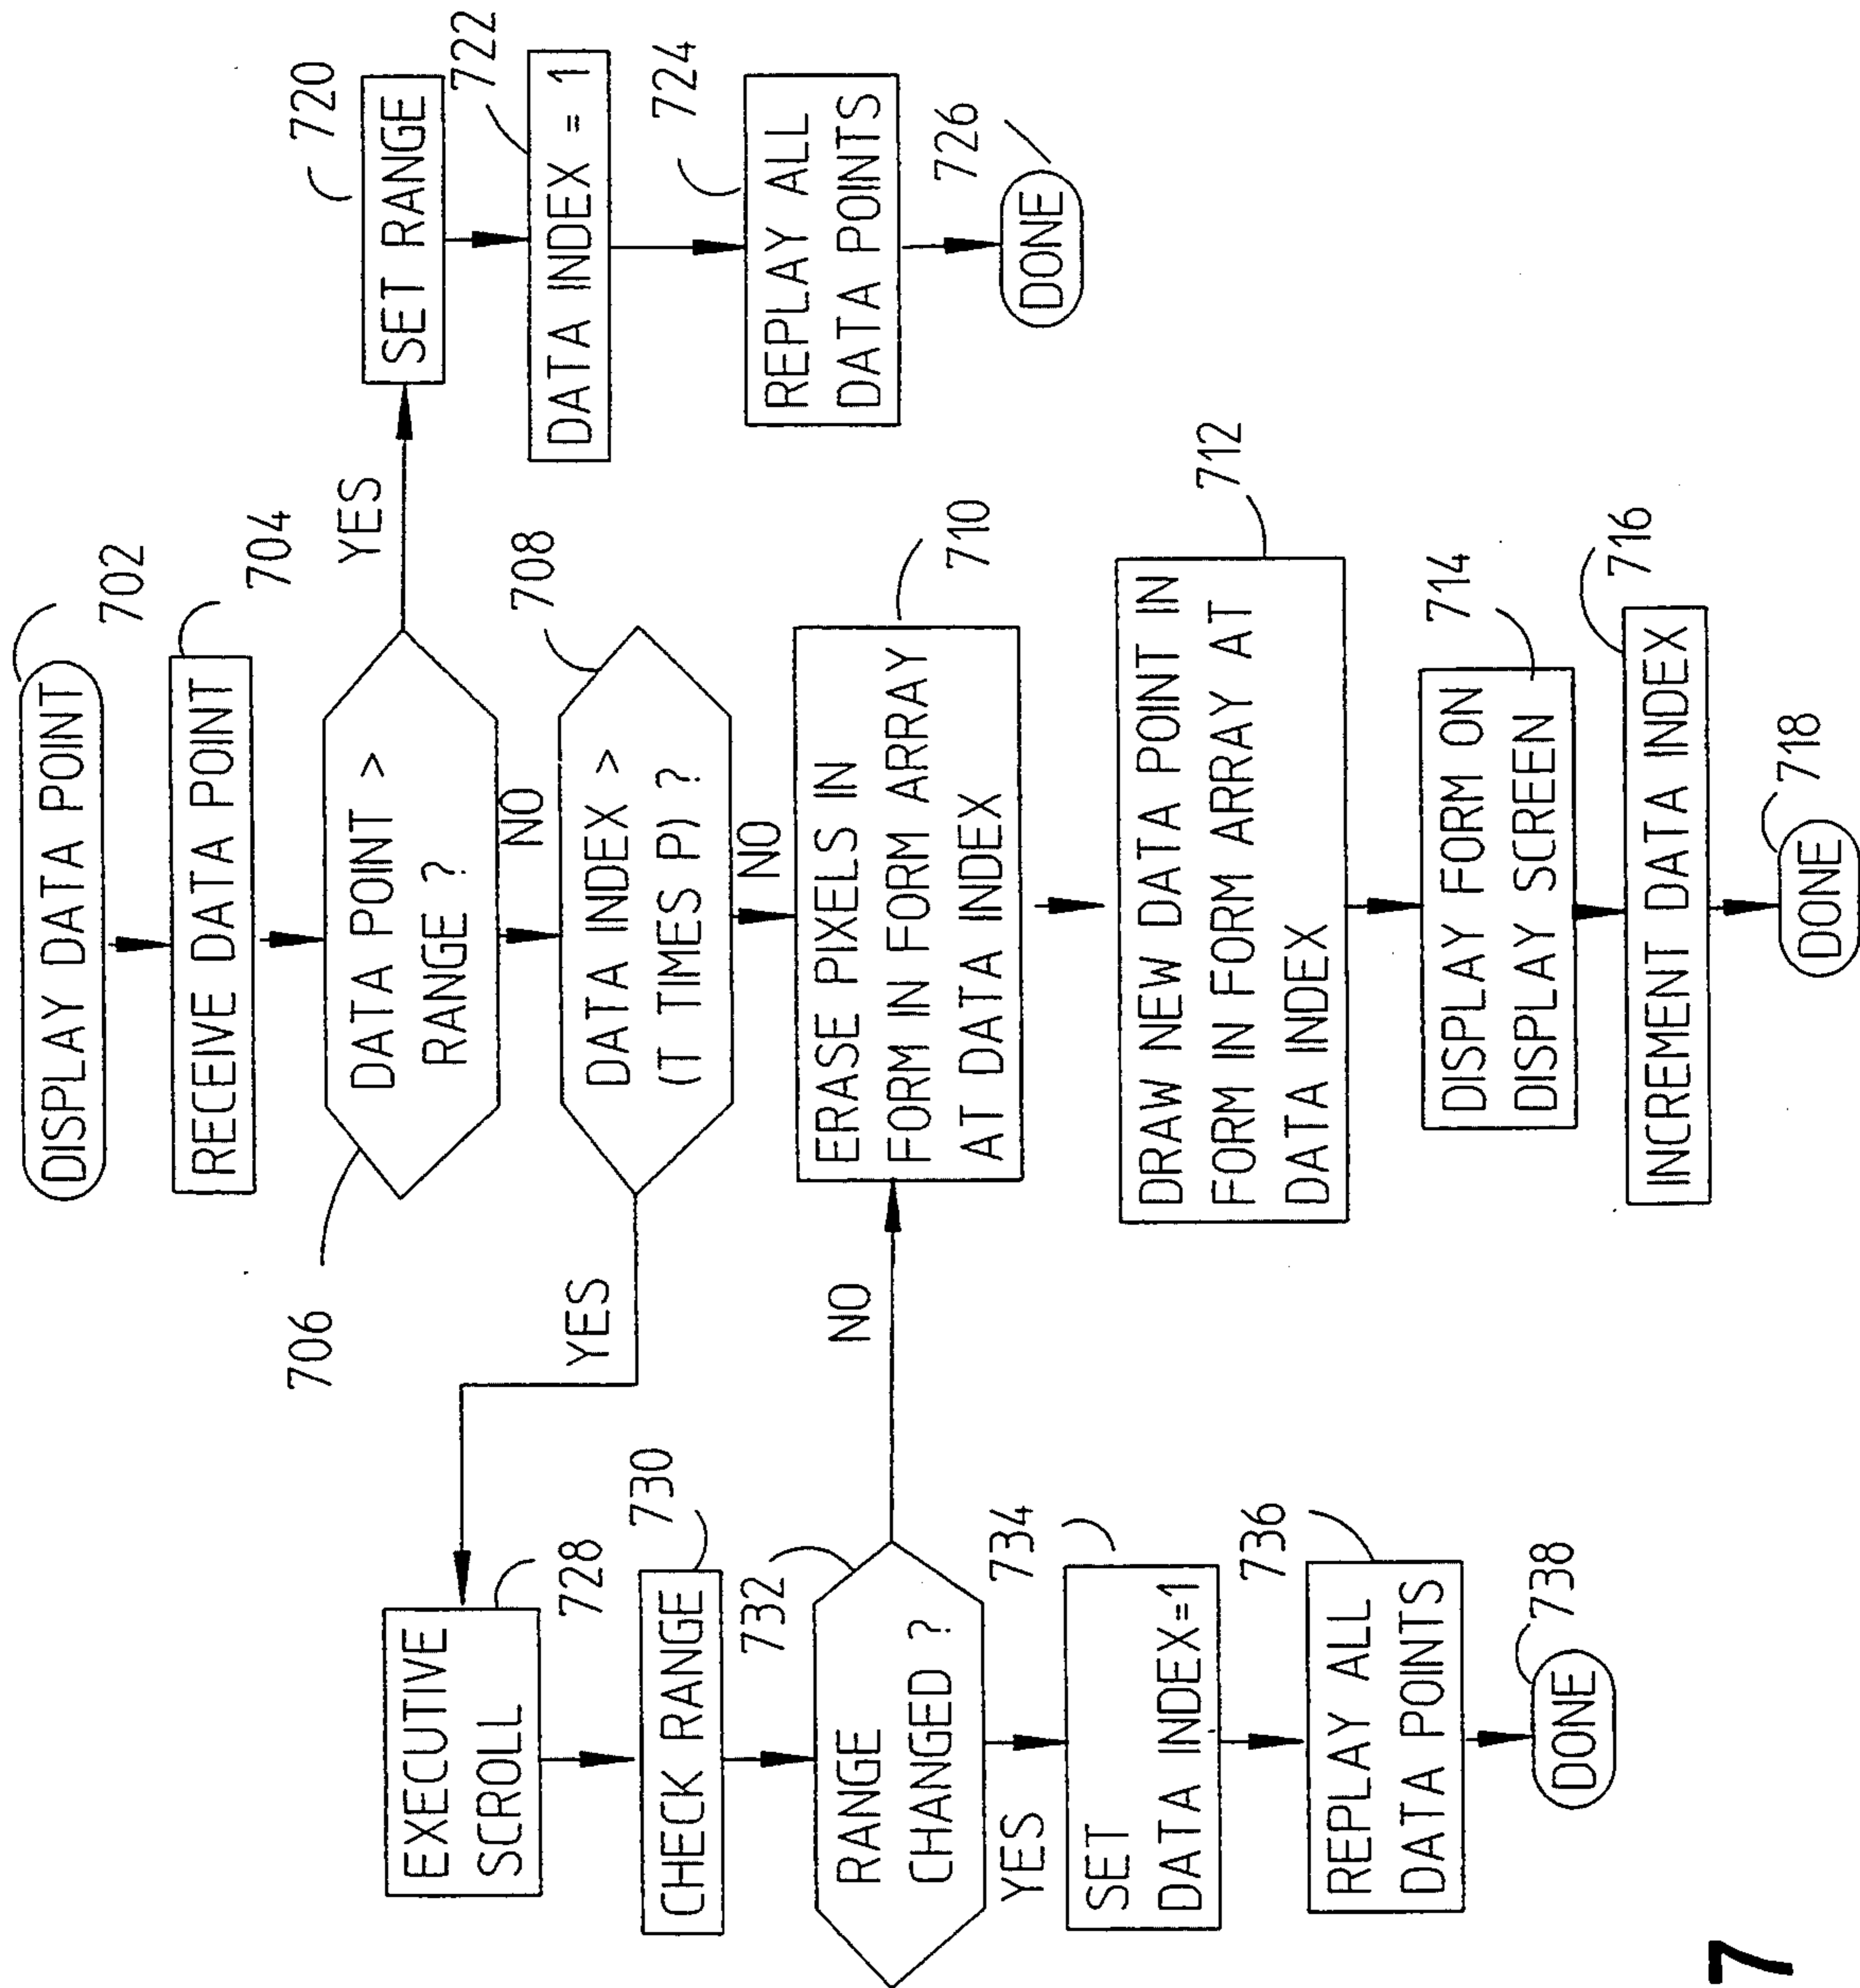 DISPLAY DATA POINT
702
RECEIVE DATA POINT
704
DATA POINT >
RANGE ?
706
YES
NO
SET RANGE
720
DATA INDEX = 1
722
REPLAY ALL
DATA POINTS
724
DONE
726
DATA INDEX >
(T TIMES P) ?
708
YES
NO
ERASE PIXELS IN
FORM IN FORM ARRAY
AT DATA INDEX
710
DRAW NEW DATA POINT IN
FORM IN FORM ARRAY AT
DATA INDEX
712
DISPLAY FORM ON
DISPLAY SCREEN
714
INCREMENT DATA INDEX
716
DONE
718
EXECUTIVE
SCROLL
728
CHECK RANGE
730
RANGE
CHANGED ?
732
NO
YES
SET
DATA INDEX=1
734
REPLAY ALL
DATA POINTS
736
DONE
738
7